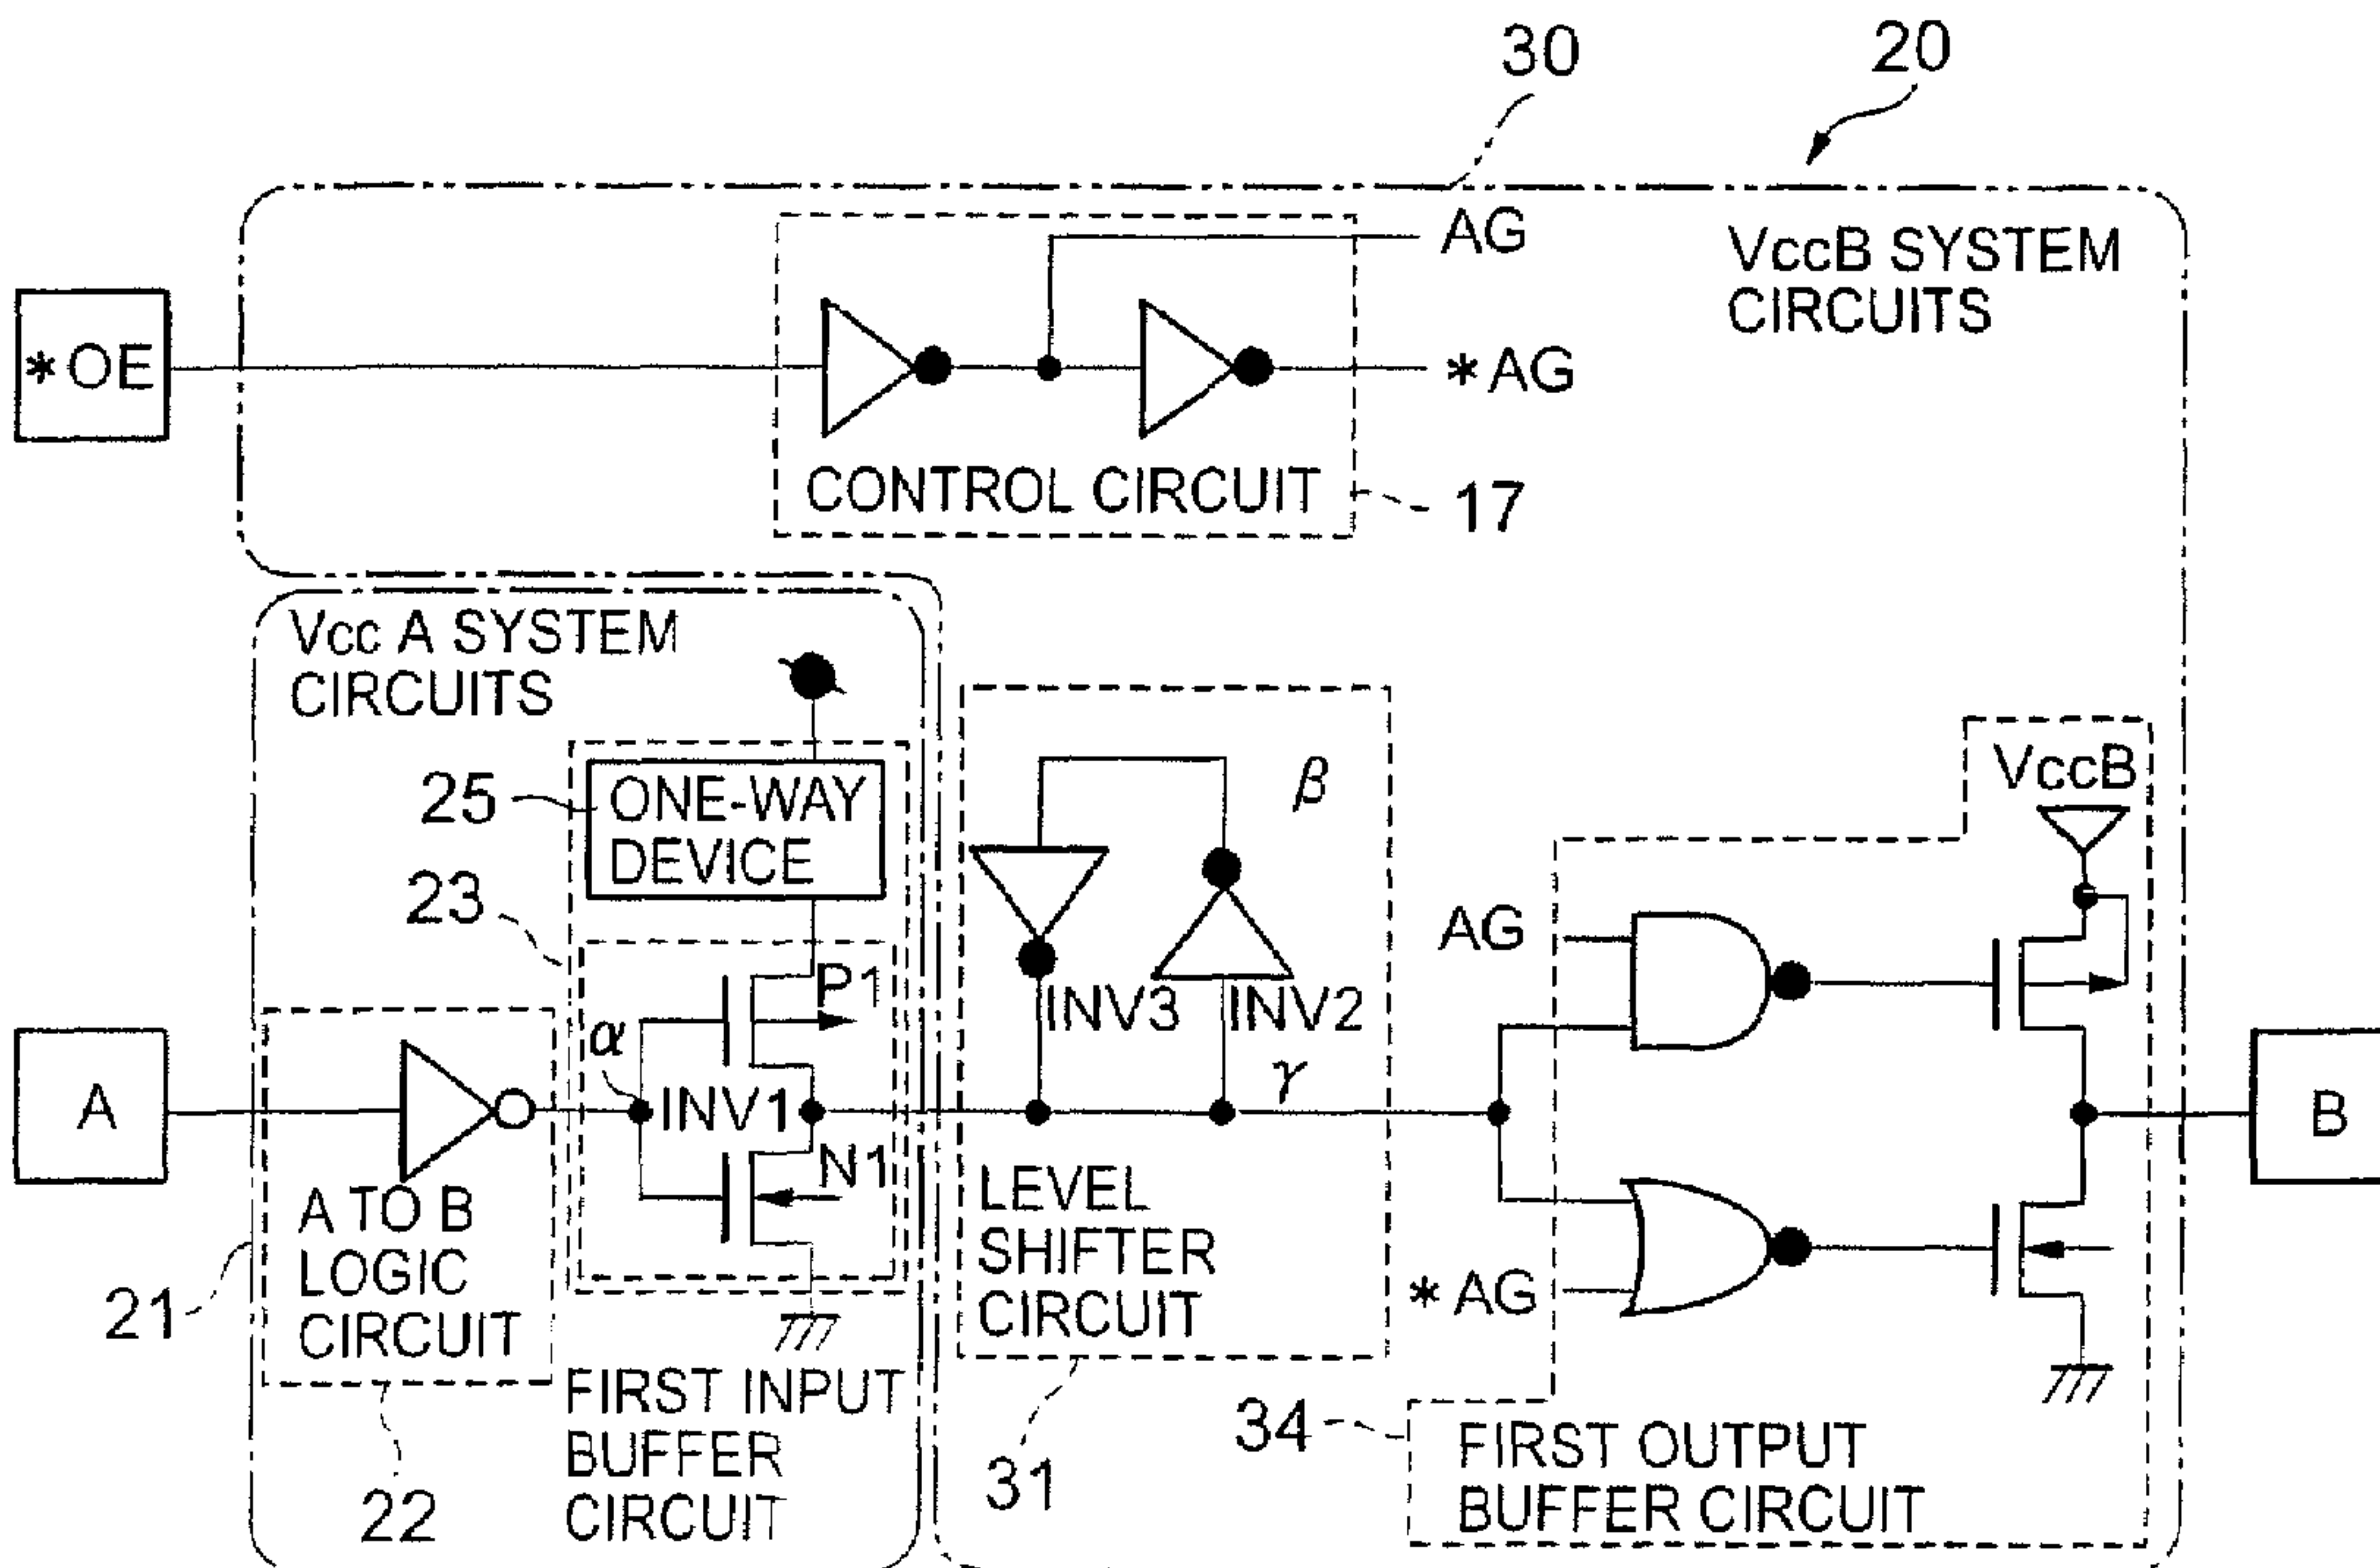 30
20
AG
VccB SYSTEM
CIRCUITS
*OE
*AG
CONTROL CIRCUIT
17
Vcc A SYSTEM
CIRCUITS
25
ONE-WAY
DEVICE
23
β
VccB
P1
α
INV1
N1
INV3
INV2
γ
AG
*AG
A
B
A TO B
LOGIC
CIRCUIT
21
22
FIRST INPUT
BUFFER
CIRCUIT
LEVEL
SHIFTER
CIRCUIT
31
34
FIRST OUTPUT
BUFFER CIRCUIT